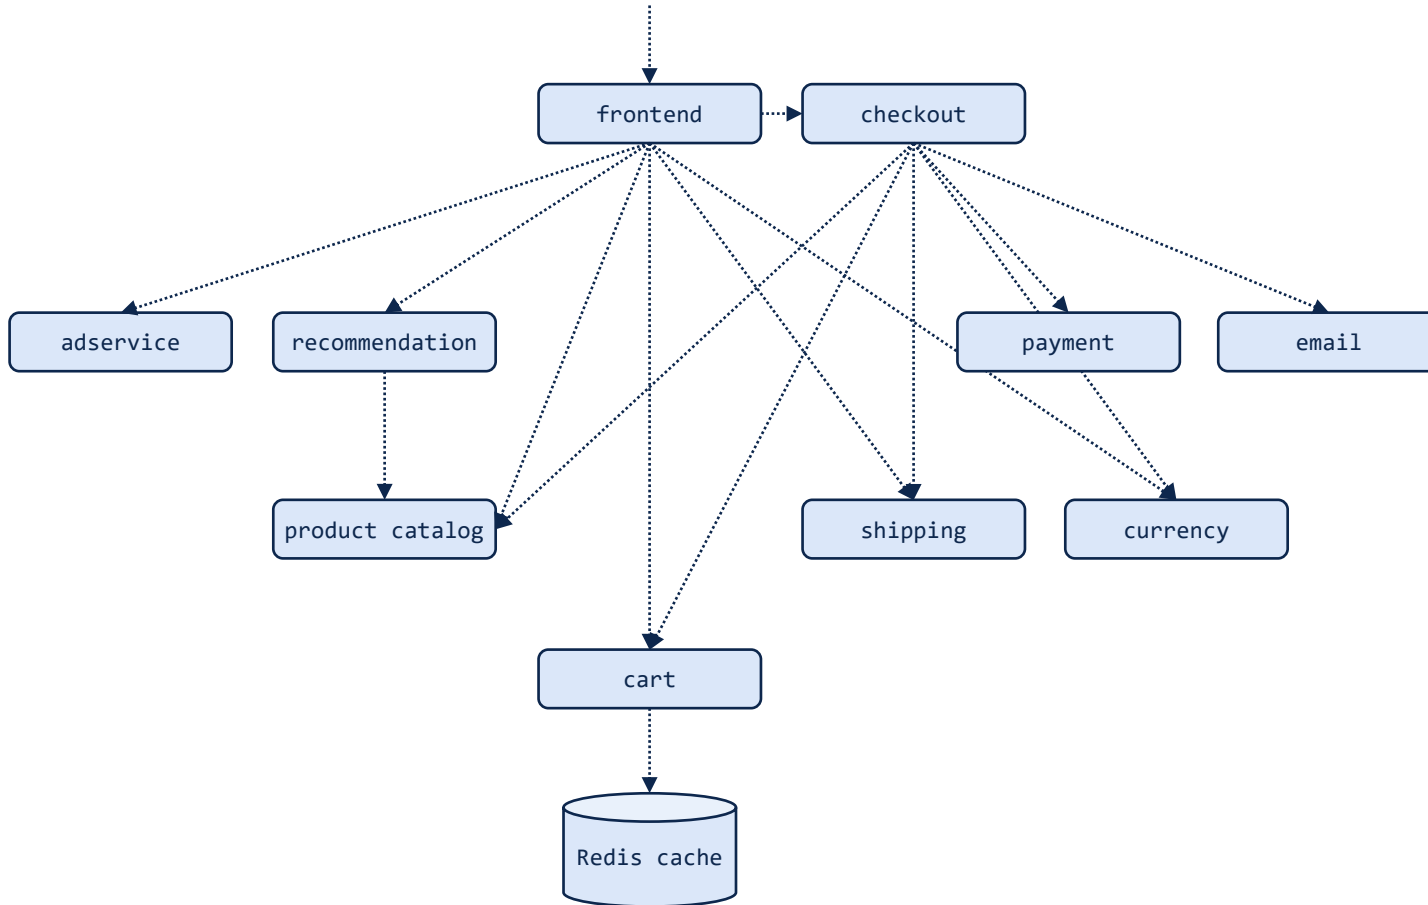 frontend
checkout
adservice
recommendation
payment
email
product catalog
shipping
currency
cart
Redis cache